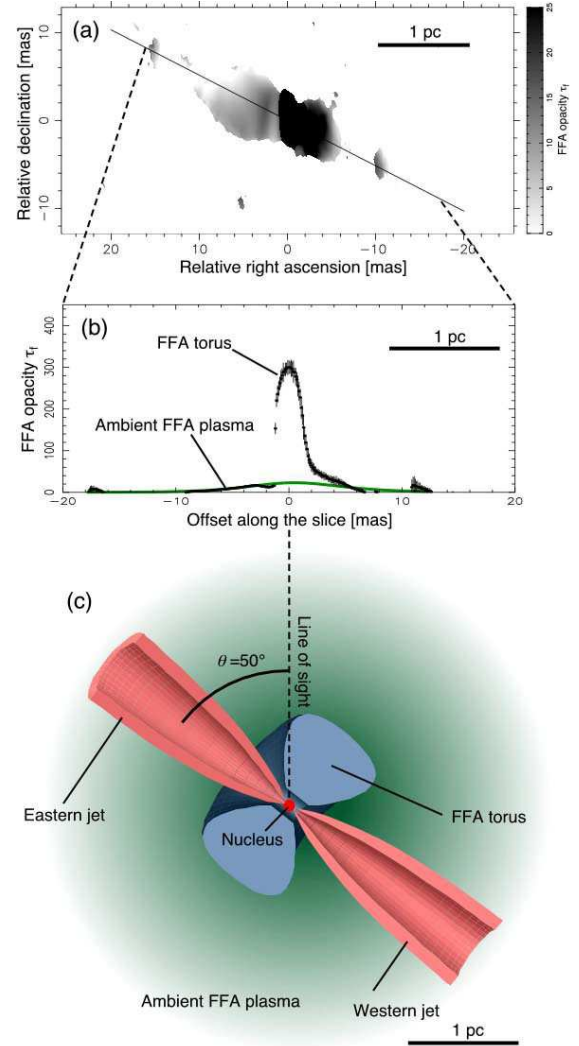 (a)
1 pc
Relative declination [mas]
10
0
-10
20
10
0
-10
-20
Relative right ascension [mas]
0
5
10
15
20
25
FFA opacity τf
(b)
1 pc
FFA torus
Ambient FFA plasma
FFA opacity τf
0
100
200
300
400
-20
-10
0
10
20
Offset along the slice [mas]
(c)
Line of sight
θ=50°
Eastern jet
Nucleus
FFA torus
Ambient FFA plasma
Western jet
1 pc